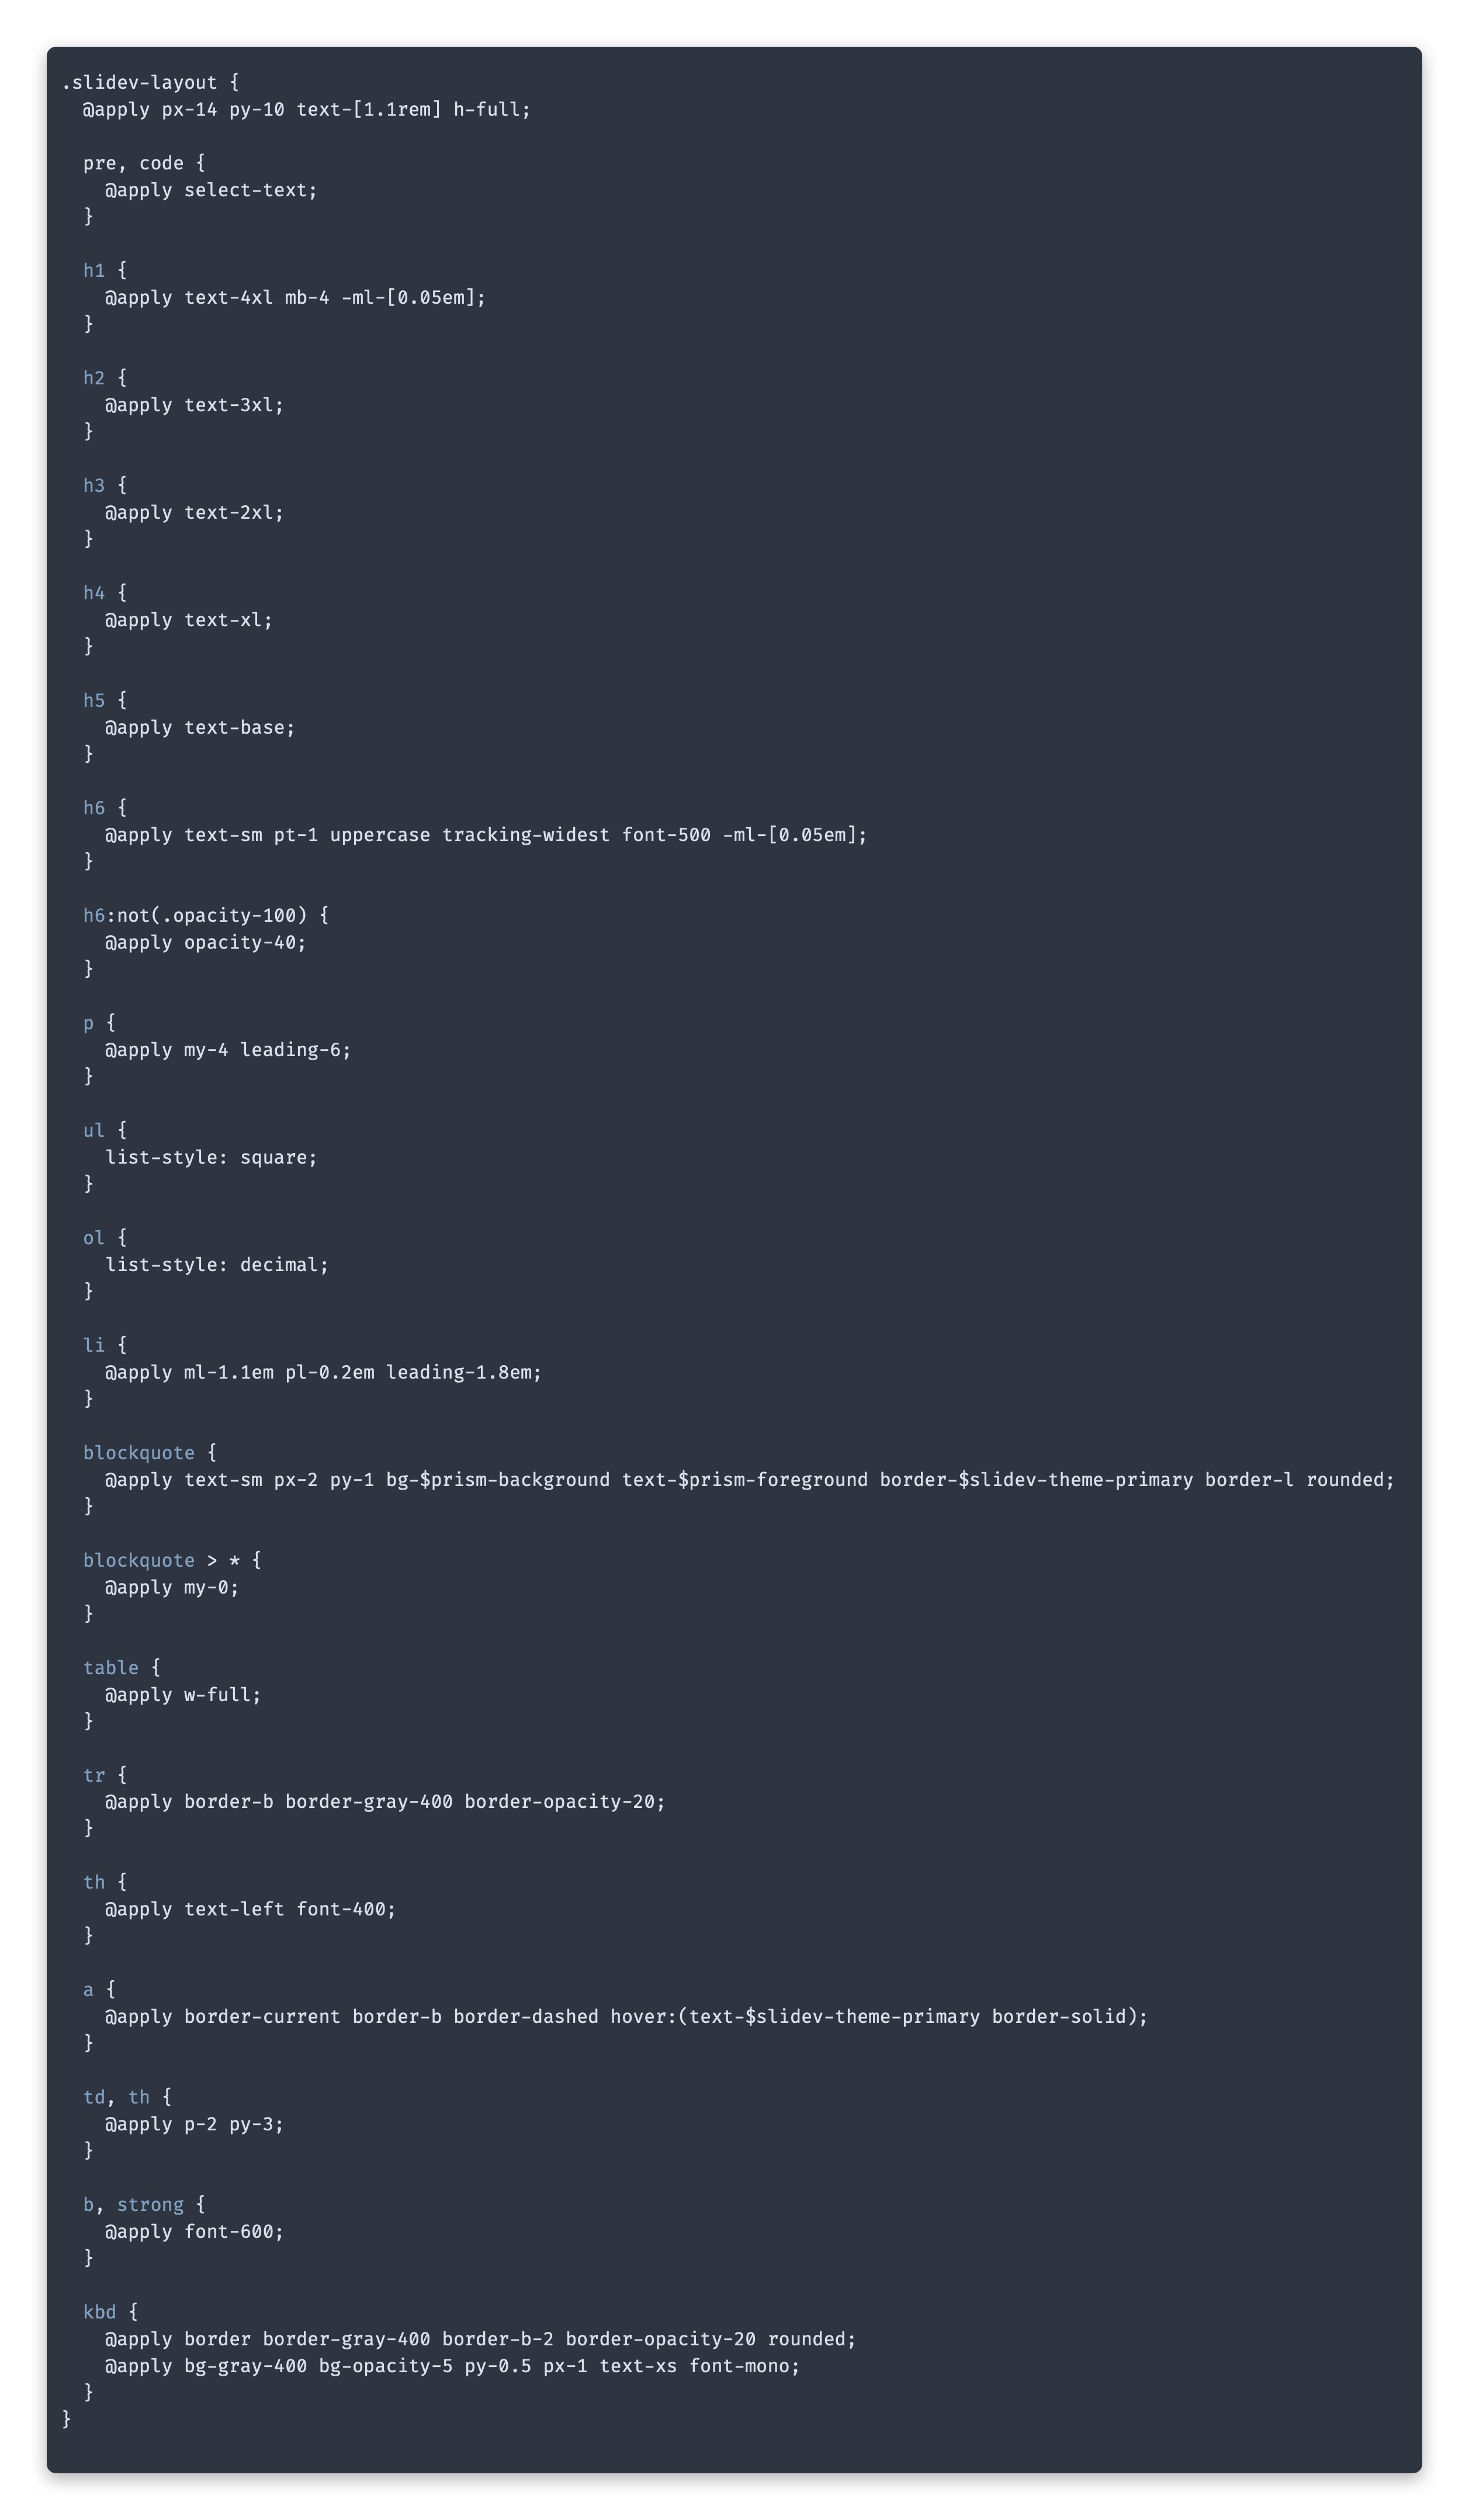 .slidev-layout {
  @apply px-14 py-10 text-[1.1rem] h-full;

  pre, code {
    @apply select-text;
  }

  h1 {
    @apply text-4xl mb-4 -ml-[0.05em];
  }

  h2 {
    @apply text-3xl;
  }

  h3 {
    @apply text-2xl;
  }

  h4 {
    @apply text-xl;
  }

  h5 {
    @apply text-base;
  }

  h6 {
    @apply text-sm pt-1 uppercase tracking-widest font-500 -ml-[0.05em];
  }

  h6:not(.opacity-100) {
    @apply opacity-40;
  }

  p {
    @apply my-4 leading-6;
  }

  ul {
    list-style: square;
  }

  ol {
    list-style: decimal;
  }

  li {
    @apply ml-1.1em pl-0.2em leading-1.8em;
  }

  blockquote {
    @apply text-sm px-2 py-1 bg-$prism-background text-$prism-foreground border-$slidev-theme-primary border-l rounded;
  }

  blockquote > * {
    @apply my-0;
  }

  table {
    @apply w-full;
  }

  tr {
    @apply border-b border-gray-400 border-opacity-20;
  }

  th {
    @apply text-left font-400;
  }

  a {
    @apply border-current border-b border-dashed hover:(text-$slidev-theme-primary border-solid);
  }

  td, th {
    @apply p-2 py-3;
  }

  b, strong {
    @apply font-600;
  }

  kbd {
    @apply border border-gray-400 border-b-2 border-opacity-20 rounded;
    @apply bg-gray-400 bg-opacity-5 py-0.5 px-1 text-xs font-mono;
  }
}